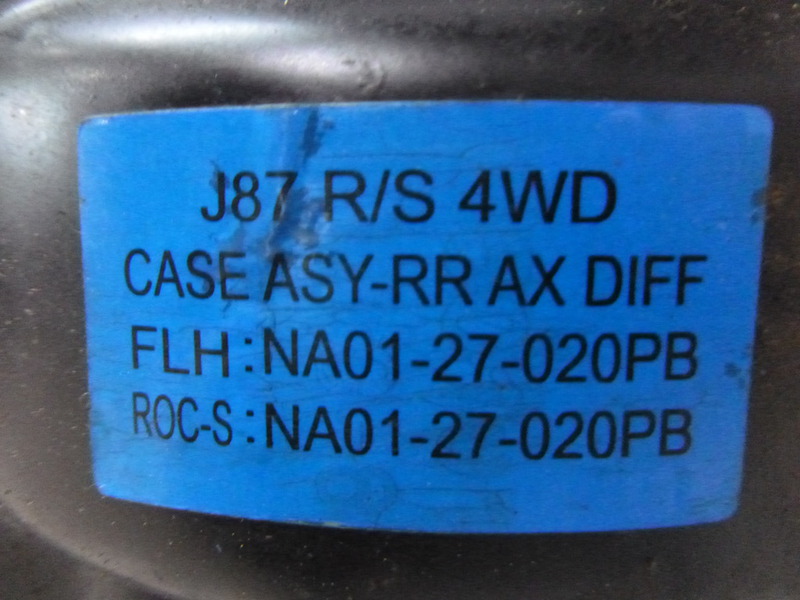 J87 R/S 4WD
CASE ASY-RR AX DIFF
FLH:NA01-27-020PB
ROC-S:NA01-27-020PB